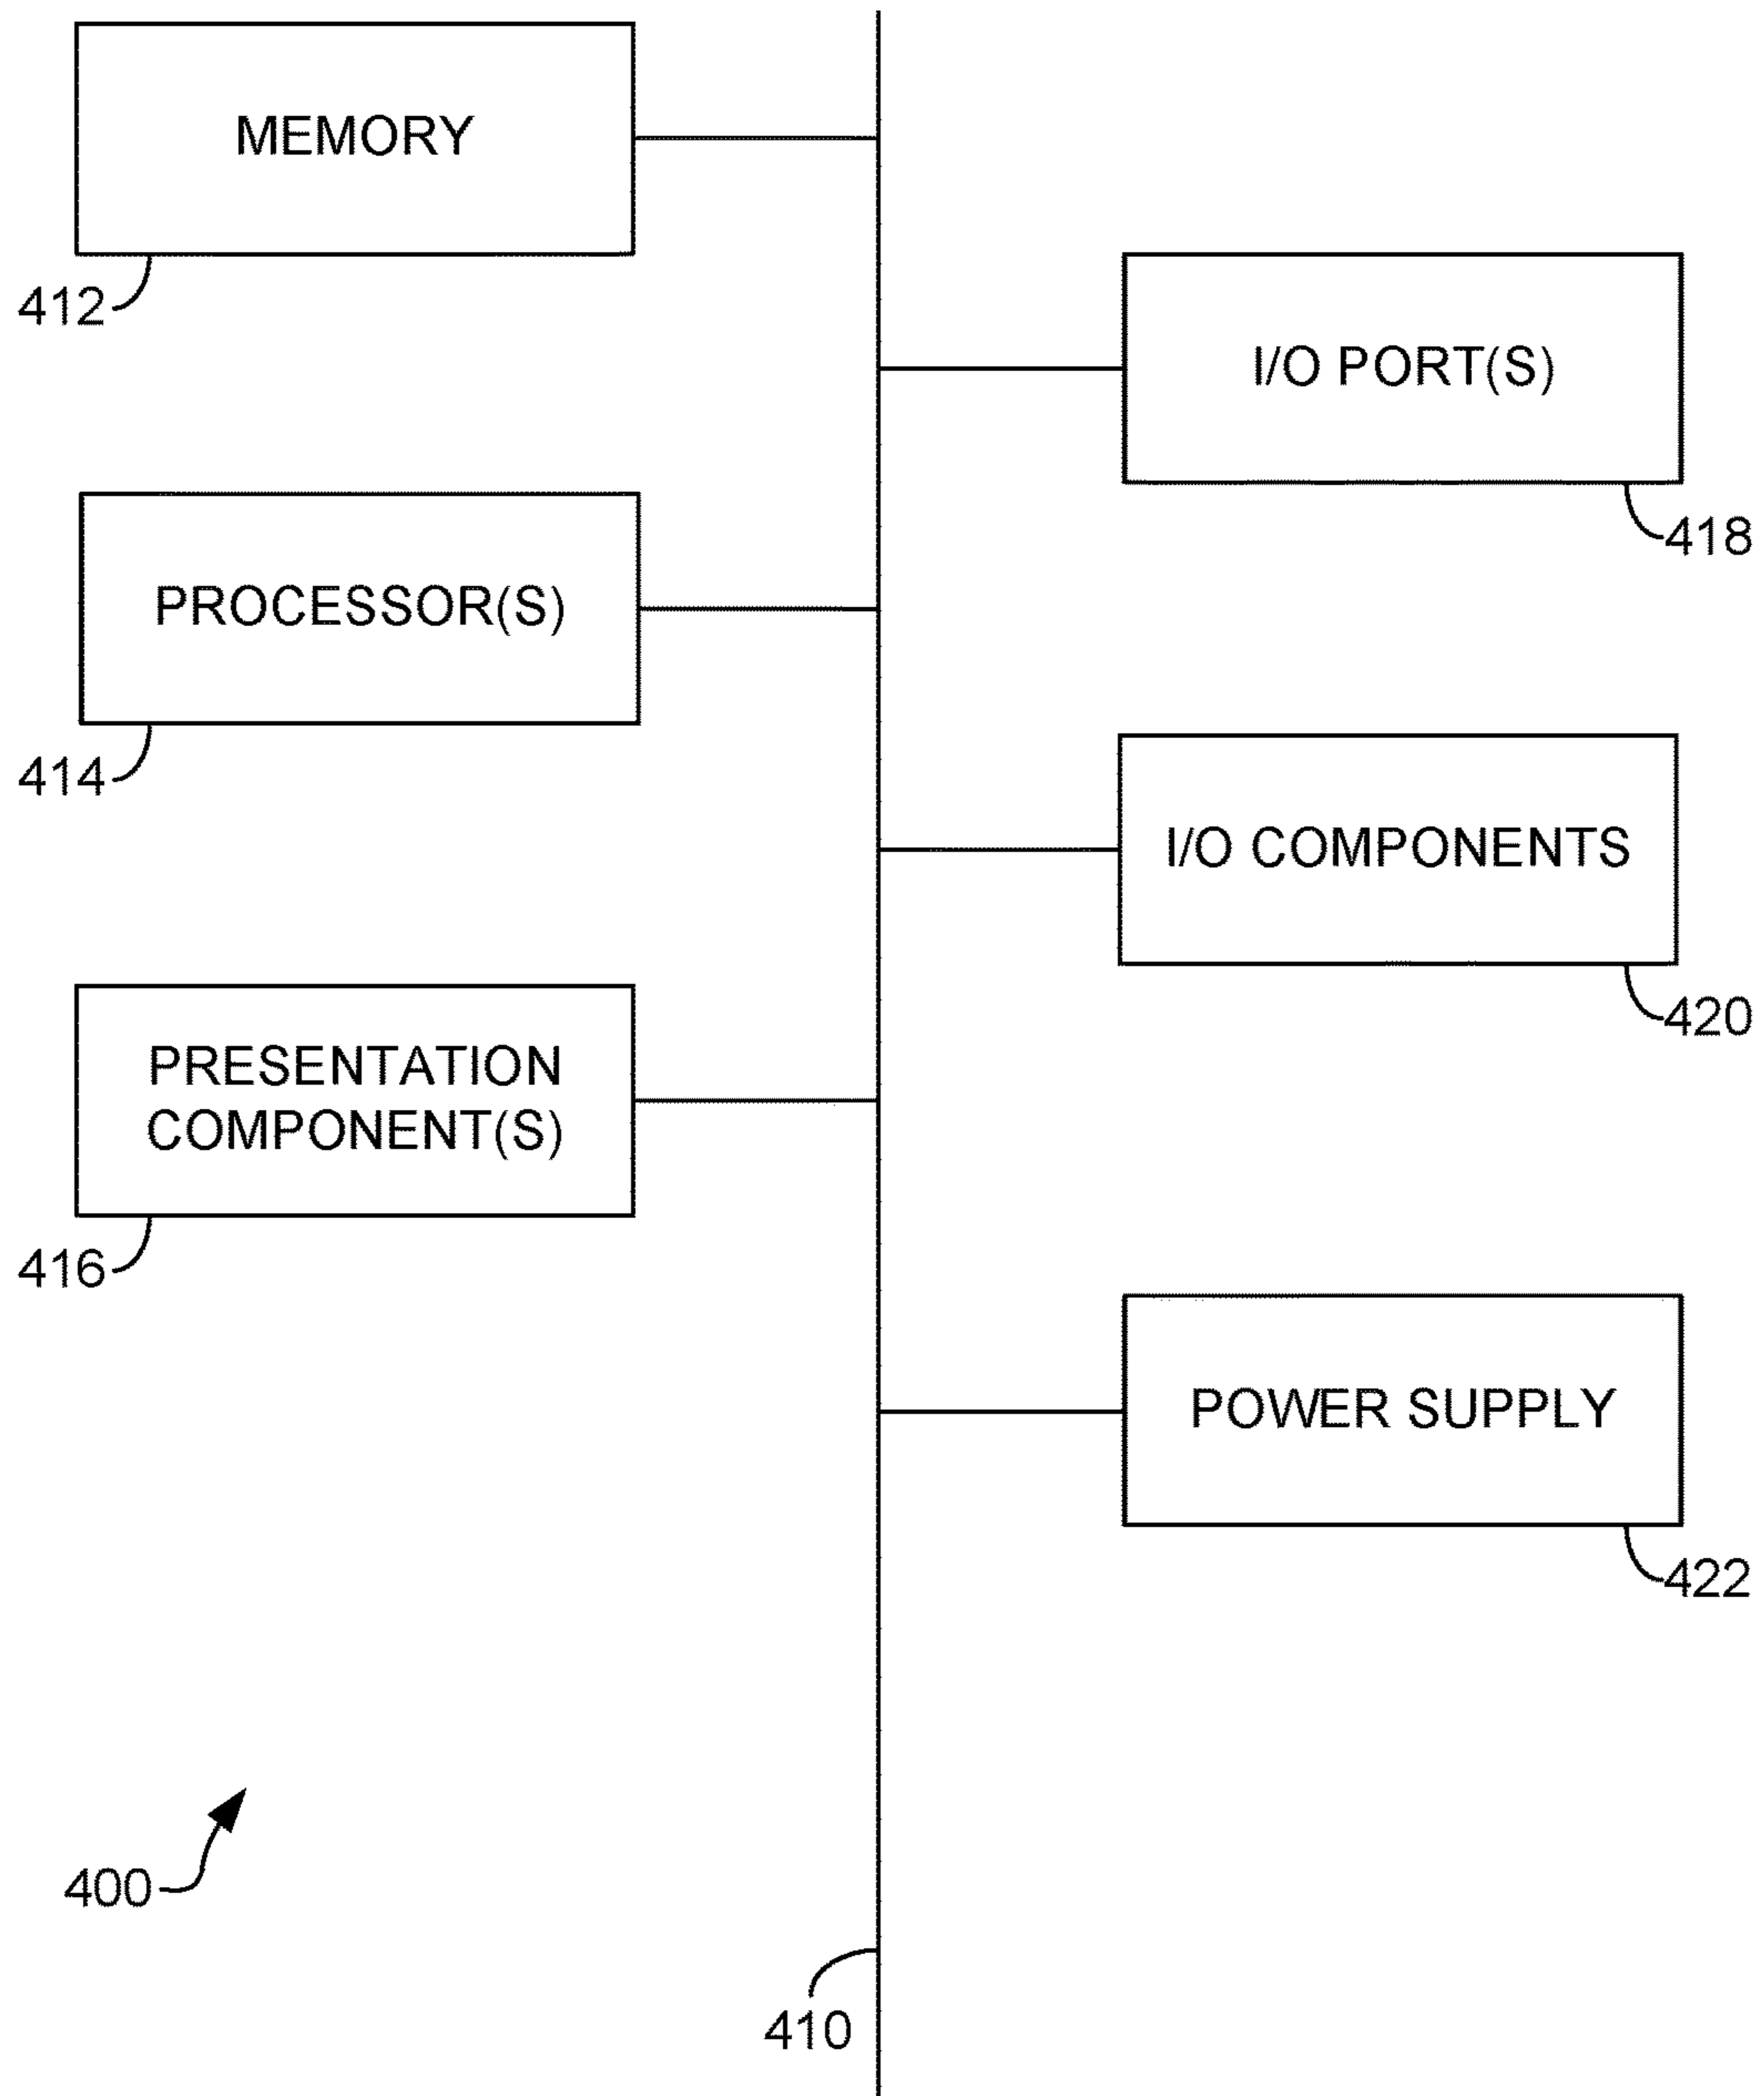 MEMORY
412
I/O PORT(S)
418
PROCESSOR(S)
414
I/O COMPONENTS
420
PRESENTATION
COMPONENT(S)
416
POWER SUPPLY
422
400
410